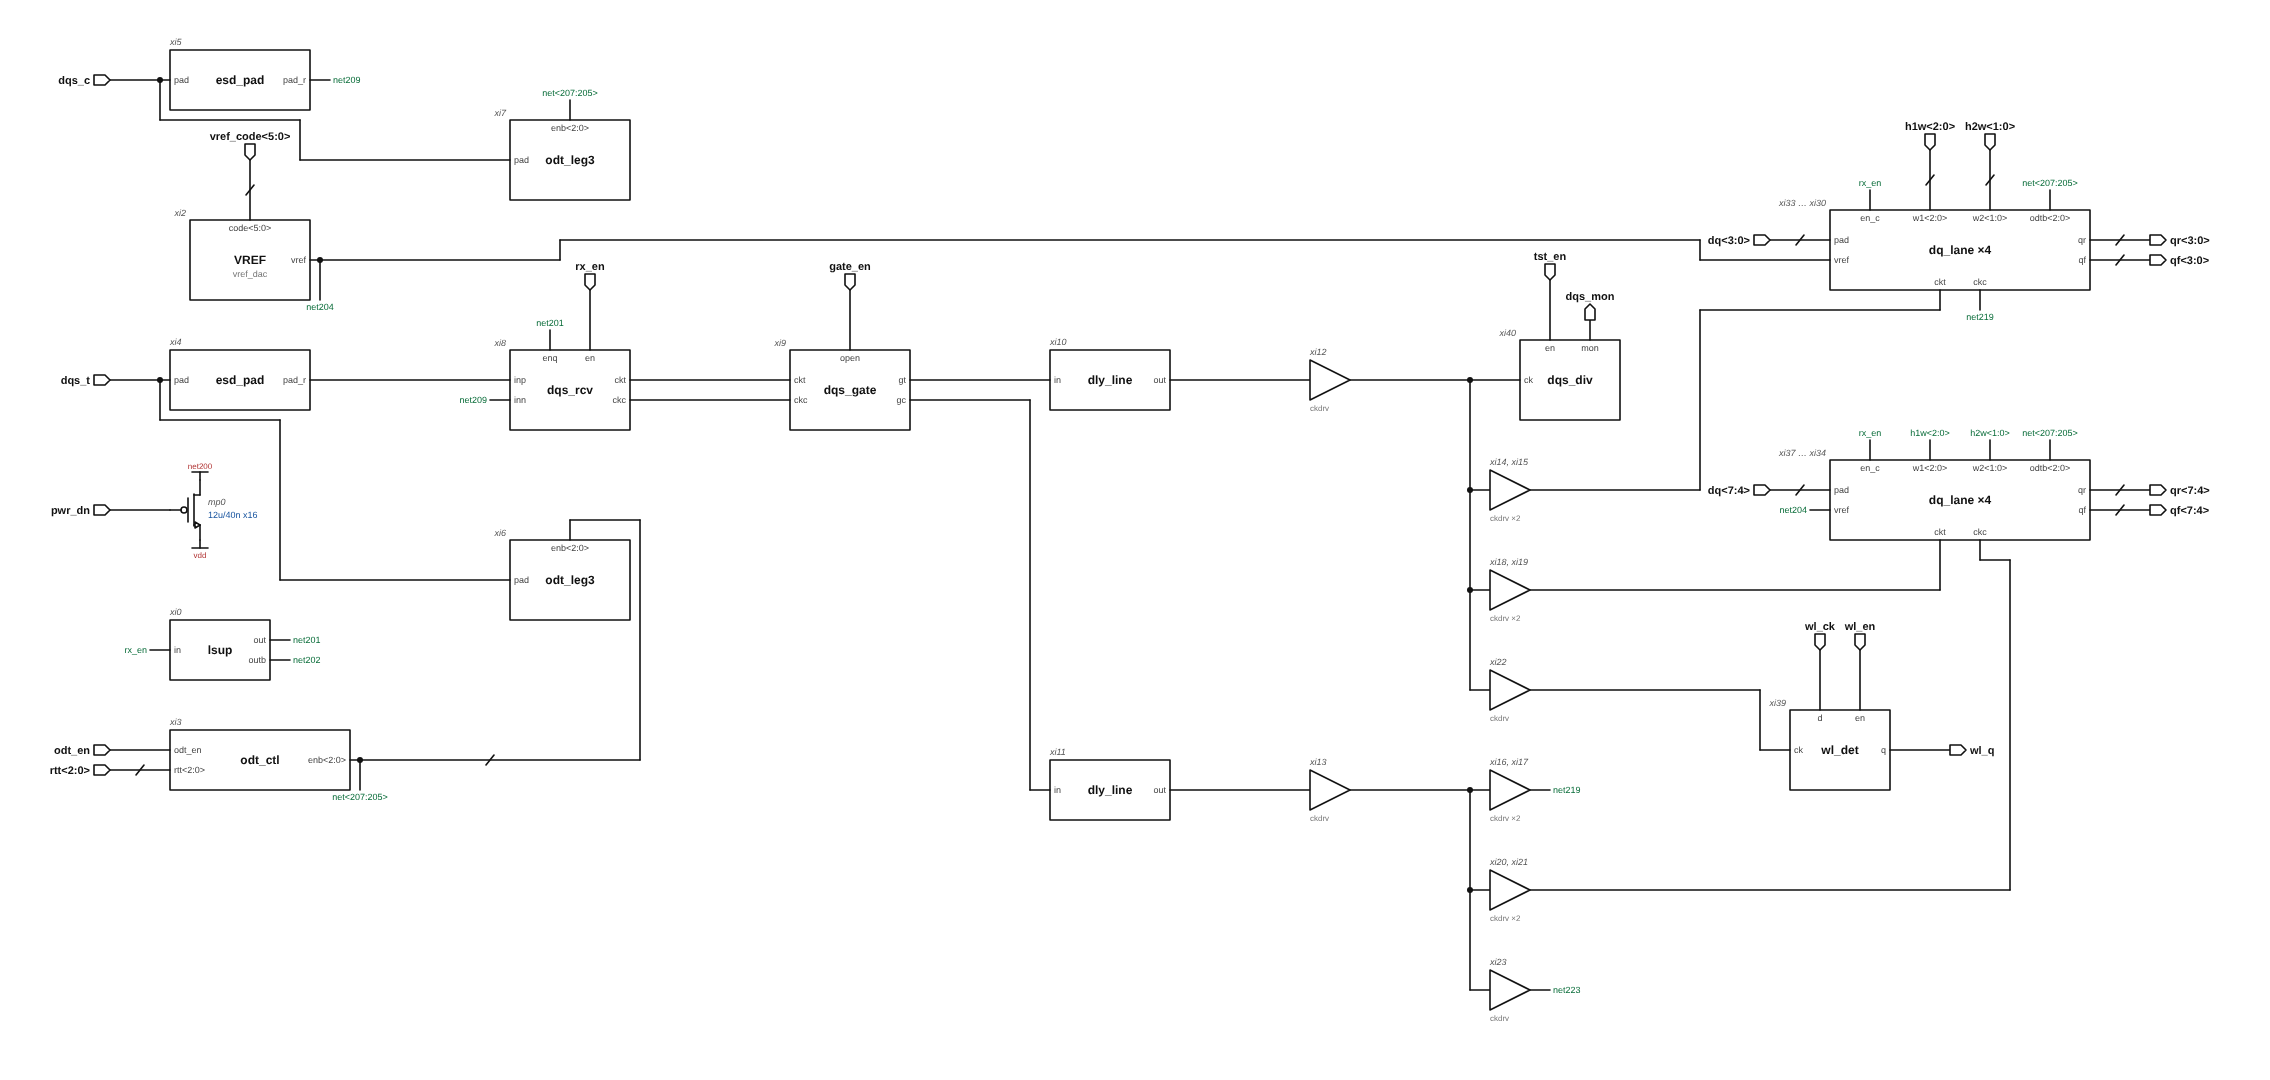 xi5
dqs_c
pad
esd_pad
pad_r
net209
vref_code<5:0>
xi2
code<5:0>
VREF
vref_dac
vref
net204
net<207:205>
xi7
enb<2:0>
pad
odt_leg3
h1w<2:0>
h2w<1:0>
rx_en
net<207:205>
xi33 … xi30
en_c
w1<2:0>
w2<1:0>
odtb<2:0>
dq<3:0>
pad
dq_lane ×4
vref
qr
qf
qr<3:0>
qf<3:0>
ckt
ckc
net219
xi4
dqs_t
pad
esd_pad
pad_r
rx_en
net201
xi8
enq
en
inp
net209
inn
dqs_rcv
ckt
ckc
gate_en
xi9
open
ckt
ckc
dqs_gate
gt
gc
xi10
in
dly_line
out
xi12
ckdrv
tst_en
dqs_mon
xi40
en
mon
ck
dqs_div
xi14, xi15
ckdrv ×2
rx_en
h1w<2:0>
h2w<1:0>
net<207:205>
xi37 … xi34
en_c
w1<2:0>
w2<1:0>
odtb<2:0>
dq<7:4>
pad
dq_lane ×4
net204
vref
qr
qf
qr<7:4>
qf<7:4>
ckt
ckc
net200
pwr_dn
mp0
12u/40n x16
vdd
xi6
enb<2:0>
pad
odt_leg3
xi18, xi19
ckdrv ×2
xi0
rx_en
in
lsup
out
outb
net201
net202
xi22
ckdrv
wl_ck
wl_en
xi39
d
en
ck
wl_det
q
wl_q
xi3
odt_en
rtt<2:0>
odt_en
rtt<2:0>
odt_ctl
enb<2:0>
net<207:205>
xi11
in
dly_line
out
xi13
ckdrv
xi16, xi17
net219
ckdrv ×2
xi20, xi21
ckdrv ×2
xi23
net223
ckdrv